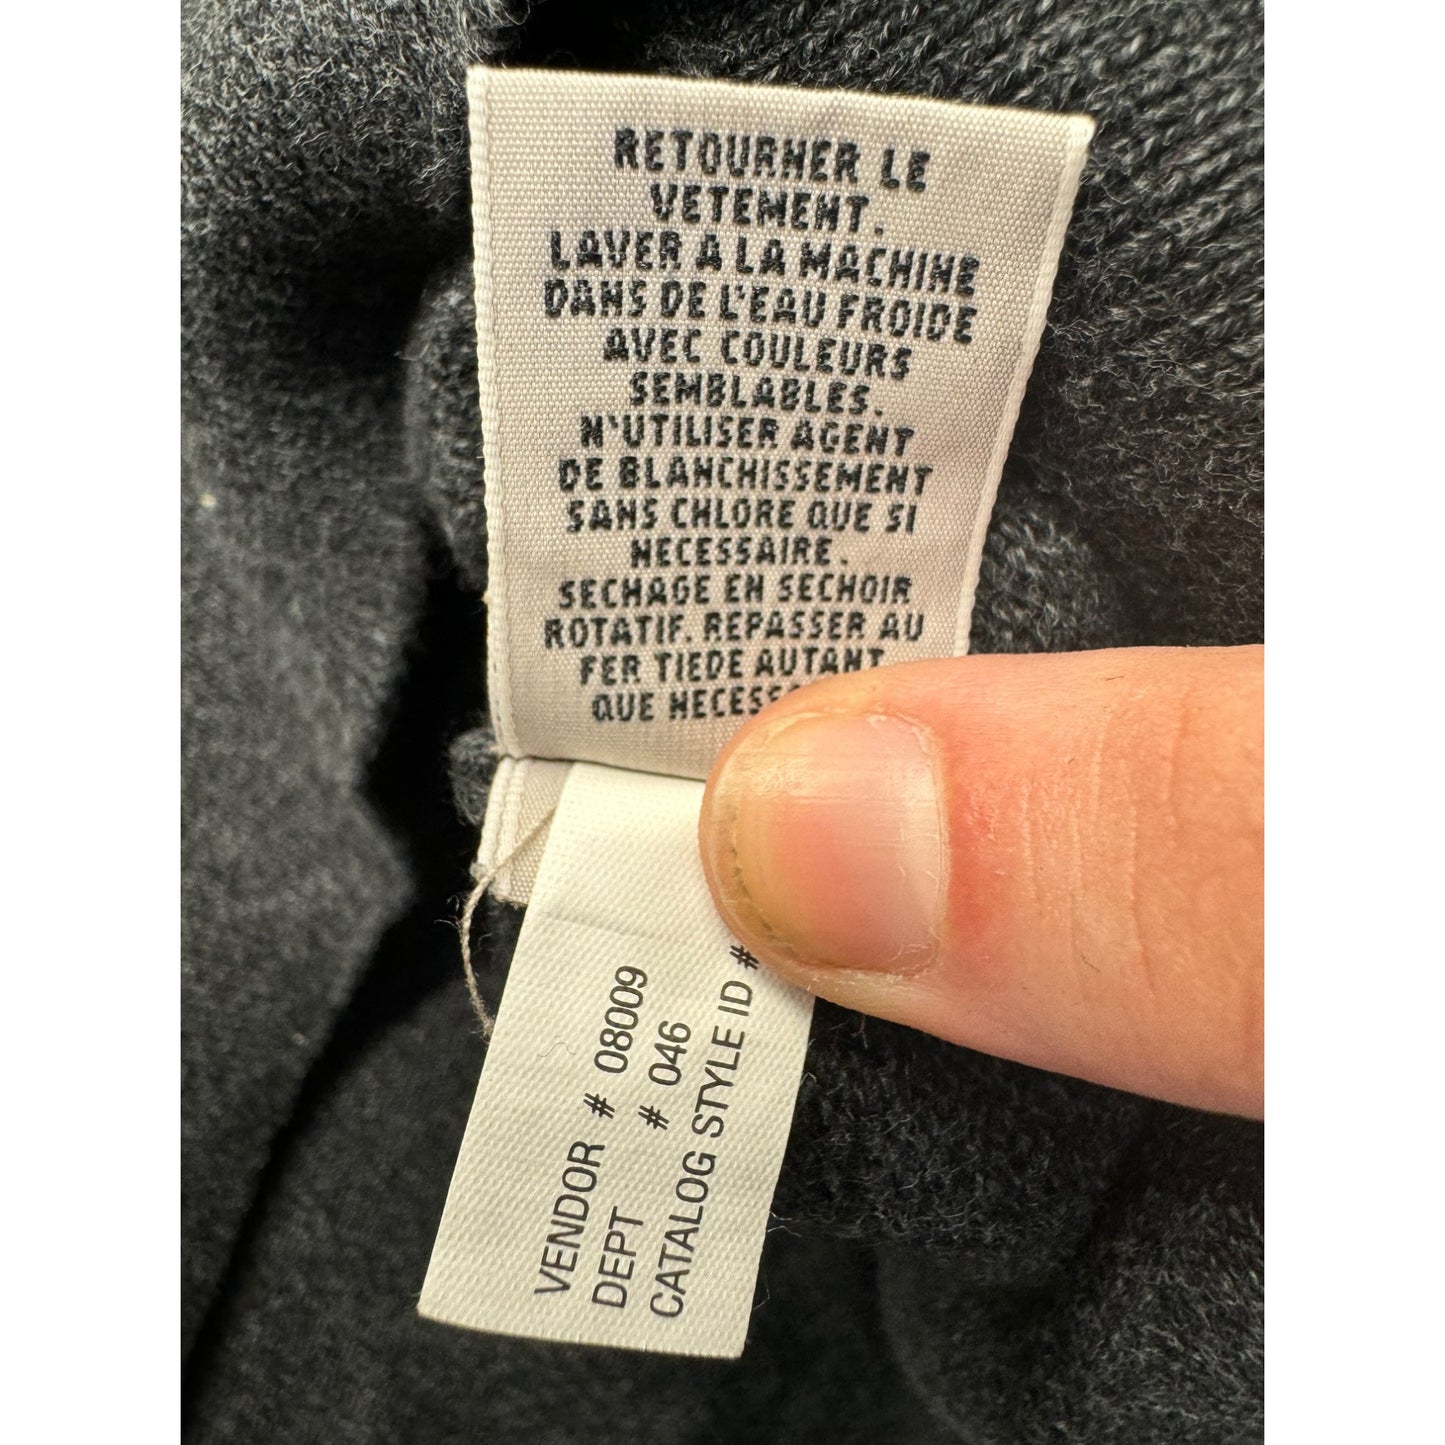 RETOURNER LE
VETEMENT.
LAVER A LA MACHINE
DANS DE L'EAU FROIDE
AVEC COULEURS
SEMBLABLES.
N'UTILISER AGENT
DE BLANCHISSEMENT
SANS CHLORE QUE SI
NECESSAIRE.
SECHAGE EN SECHOIR
ROTATIF. REPASSER AU
FER TIEDE AUTANT
QUE
VENDOR # 08009
DEPT # 046
CATALOG STYLE ID #